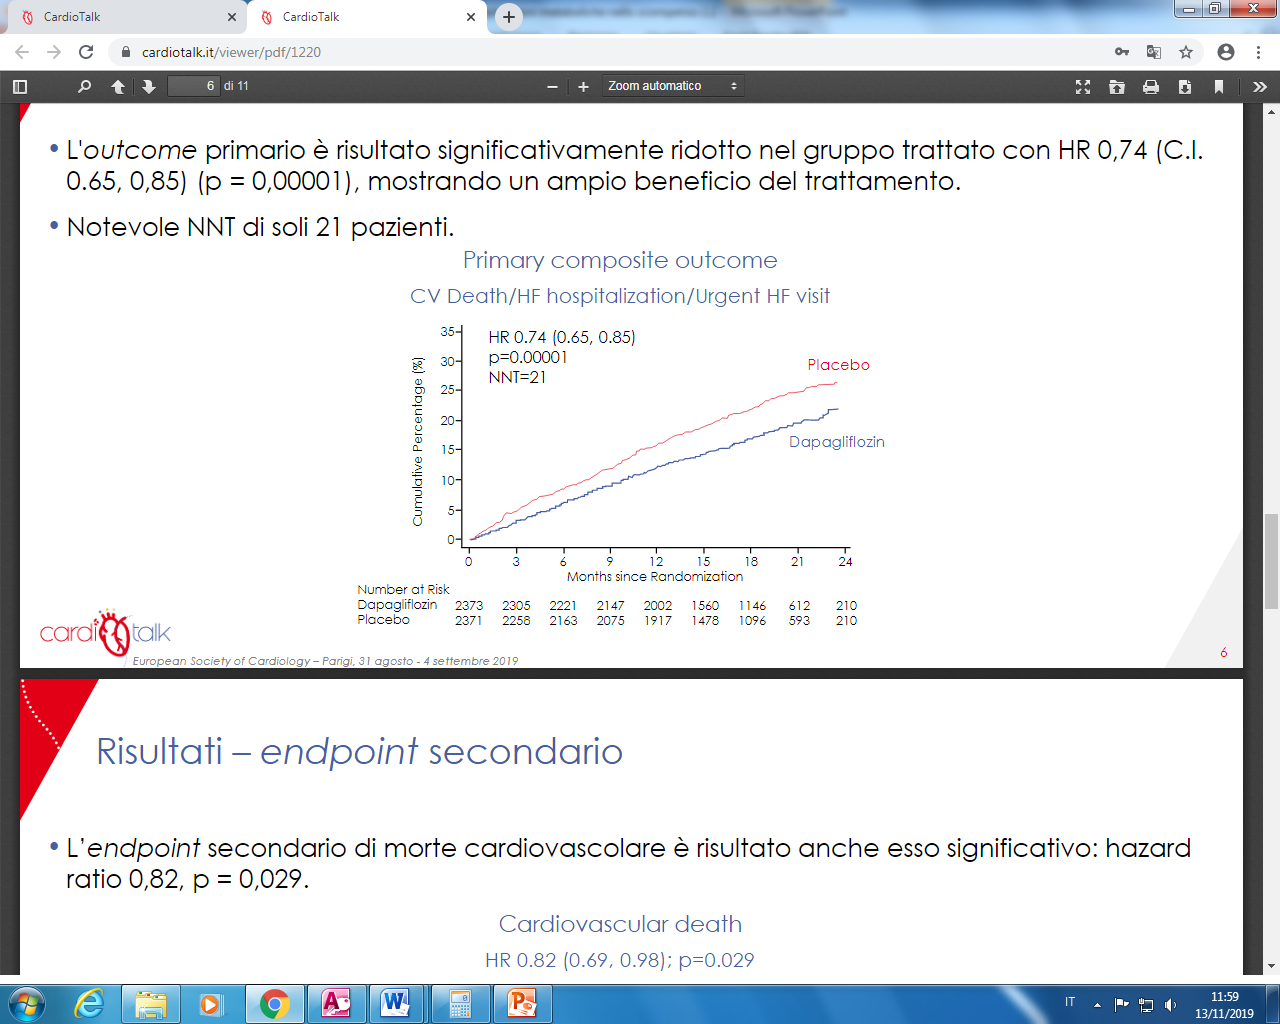 CardioTalk
CardioTalk
cardiotalk.it/viewer/pdf/1220
6 di 11
Zoom automatico
• L'outcome primario è risultato significativamente ridotto nel gruppo trattato con HR 0,74 (C.I.
0.65, 0,85) (p = 0,00001), mostrando un ampio beneficio del trattamento.
• Notevole NNT di soli 21 pazienti.
Primary composite outcome
CV Death/HF hospitalization/Urgent HF visit
HR 0.74 (0.65, 0.85)
p=0.00001
NNT=21
Placebo
Dapagliflozin
Cumulative Percentage (%)
35
30
25
20
15
10
5
0
0 3 6 9 12 15 18 21 24
Months since Randomization
Number at Risk
Dapagliflozin 2373 2305 2221 2147 2002 1560 1146 612 210
Placebo 2371 2258 2163 2075 1917 1478 1096 593 210
cardiotalk
European Society of Cardiology – Parigi, 31 agosto - 4 settembre 2019
6
Risultati – endpoint secondario
• L’endpoint secondario di morte cardiovascolare è risultato anche esso significativo: hazard
ratio 0,82, p = 0,029.
Cardiovascular death
HR 0.82 (0.69, 0.98); p=0.029
IT
11:59
13/11/2019